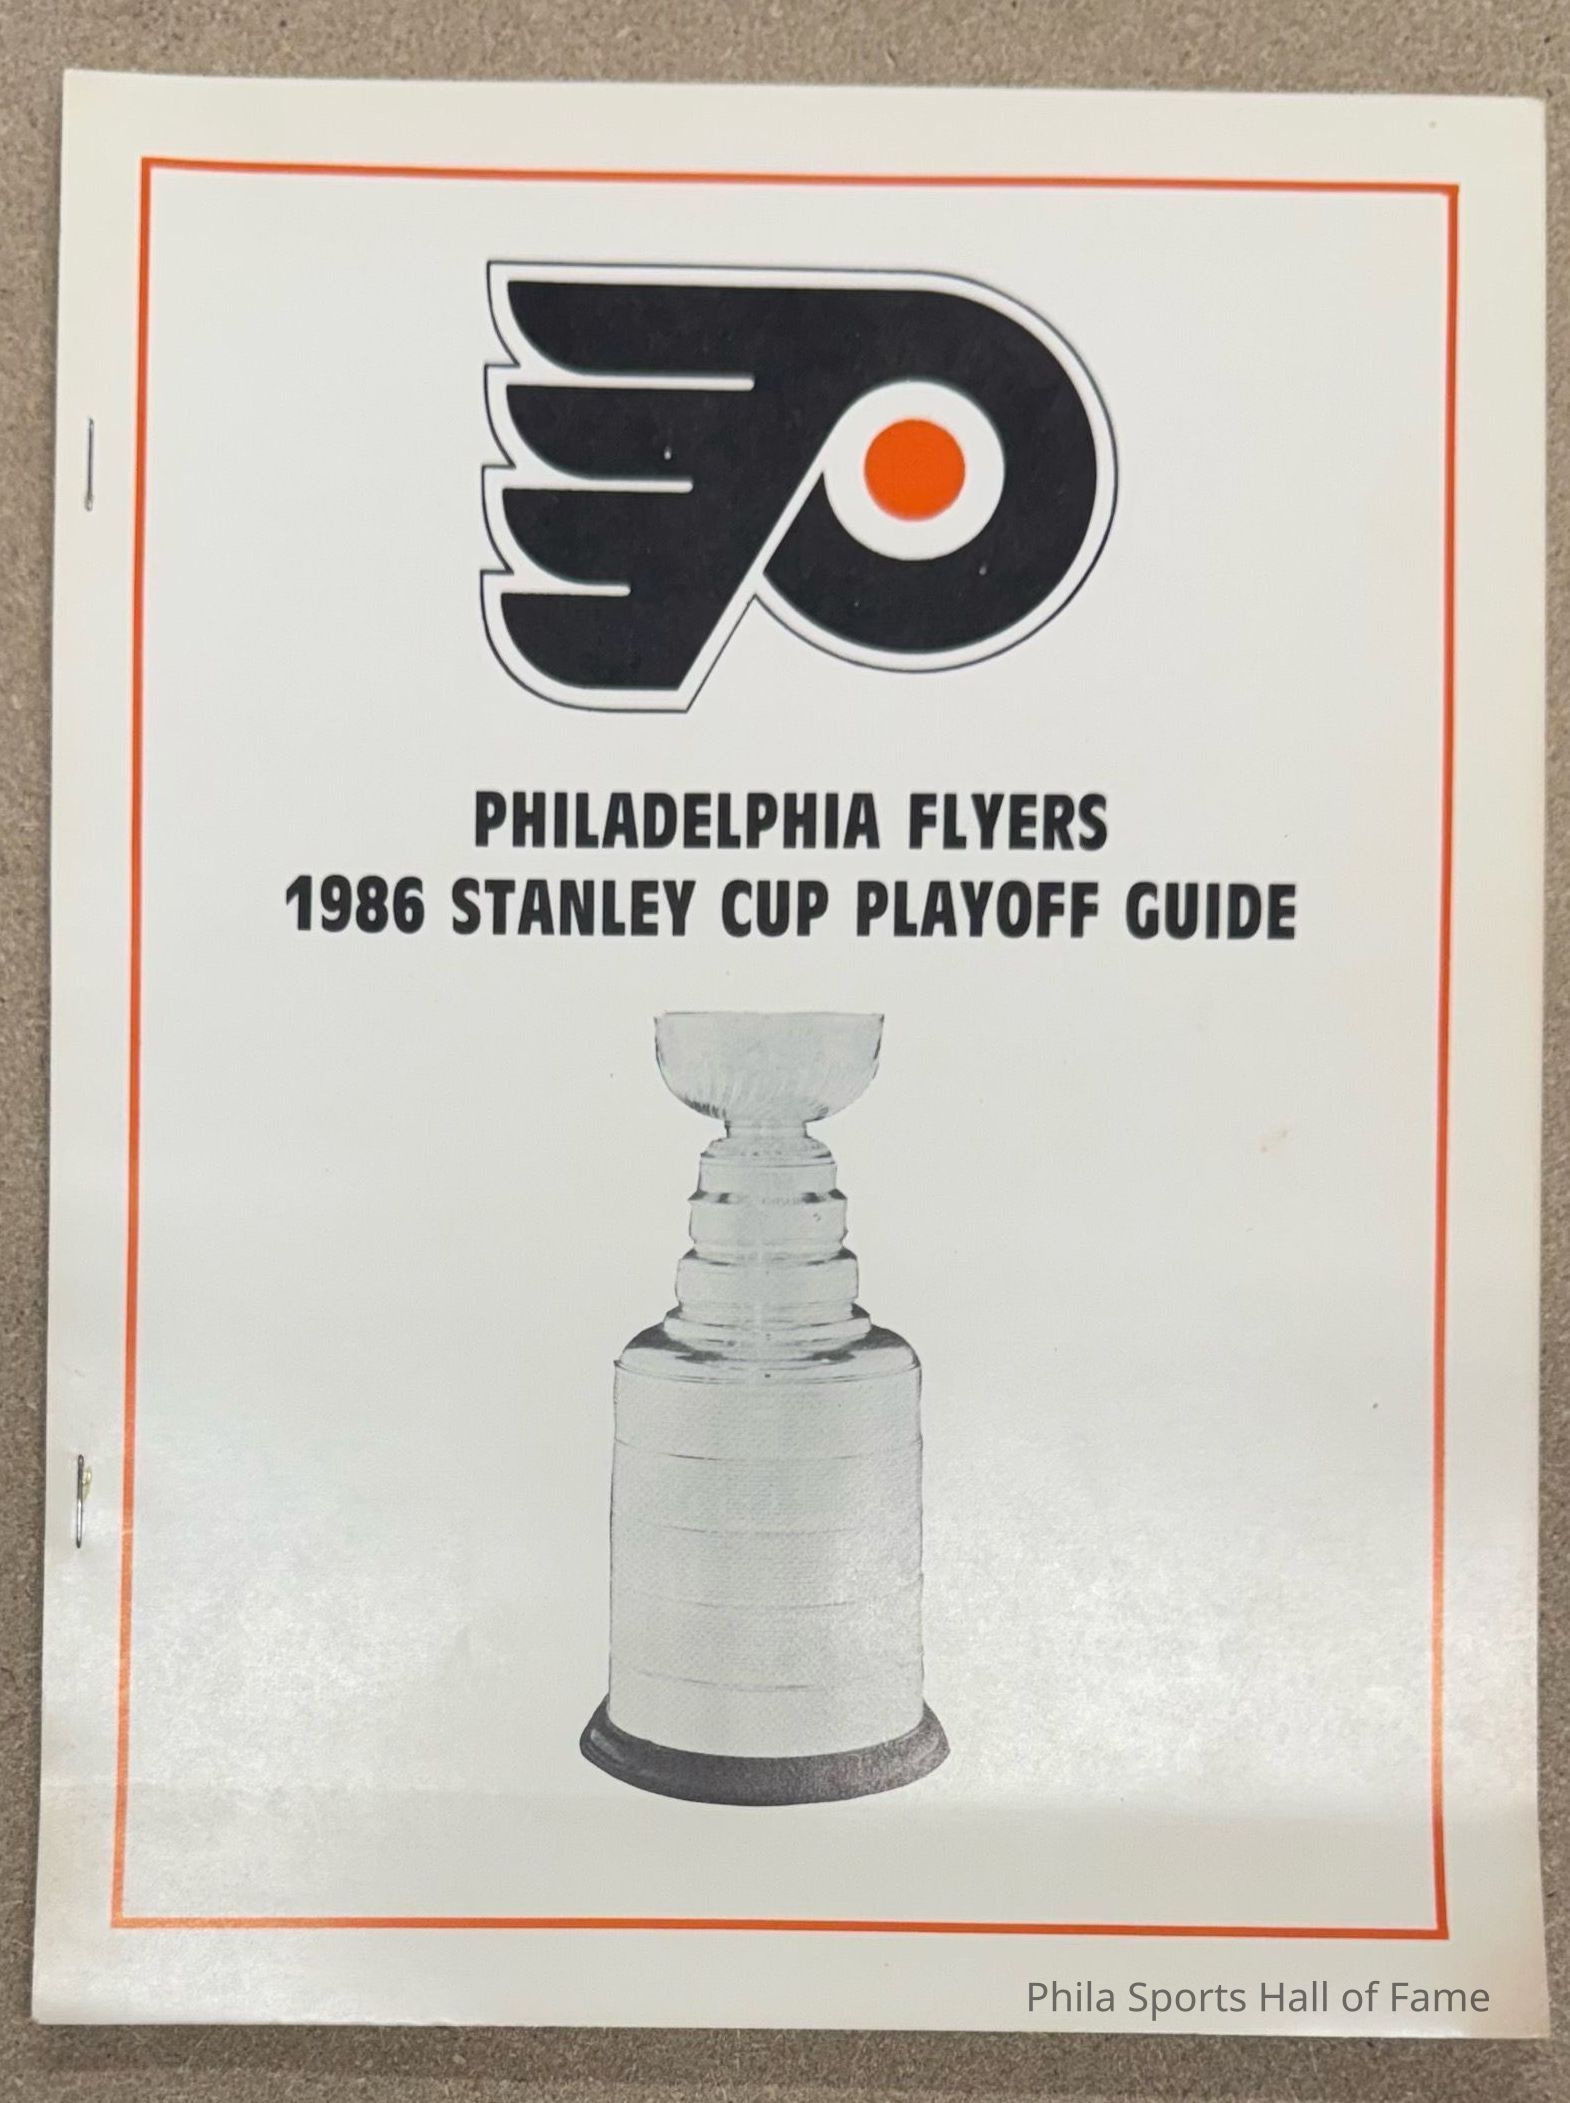 PHILADELPHIA FLYERS
1986 STANLEY CUP PLAYOFF GUIDE
Phila Sports Hall of Fame